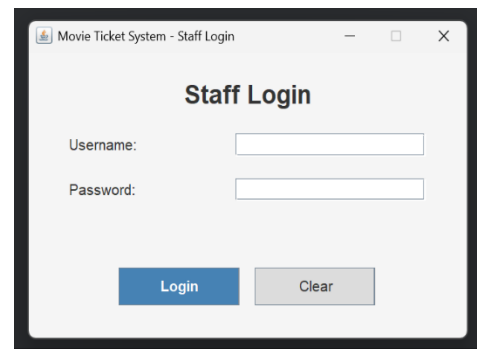 Movie Ticket System - Staff Login
Staff Login
Username:
Password:
Login Clear